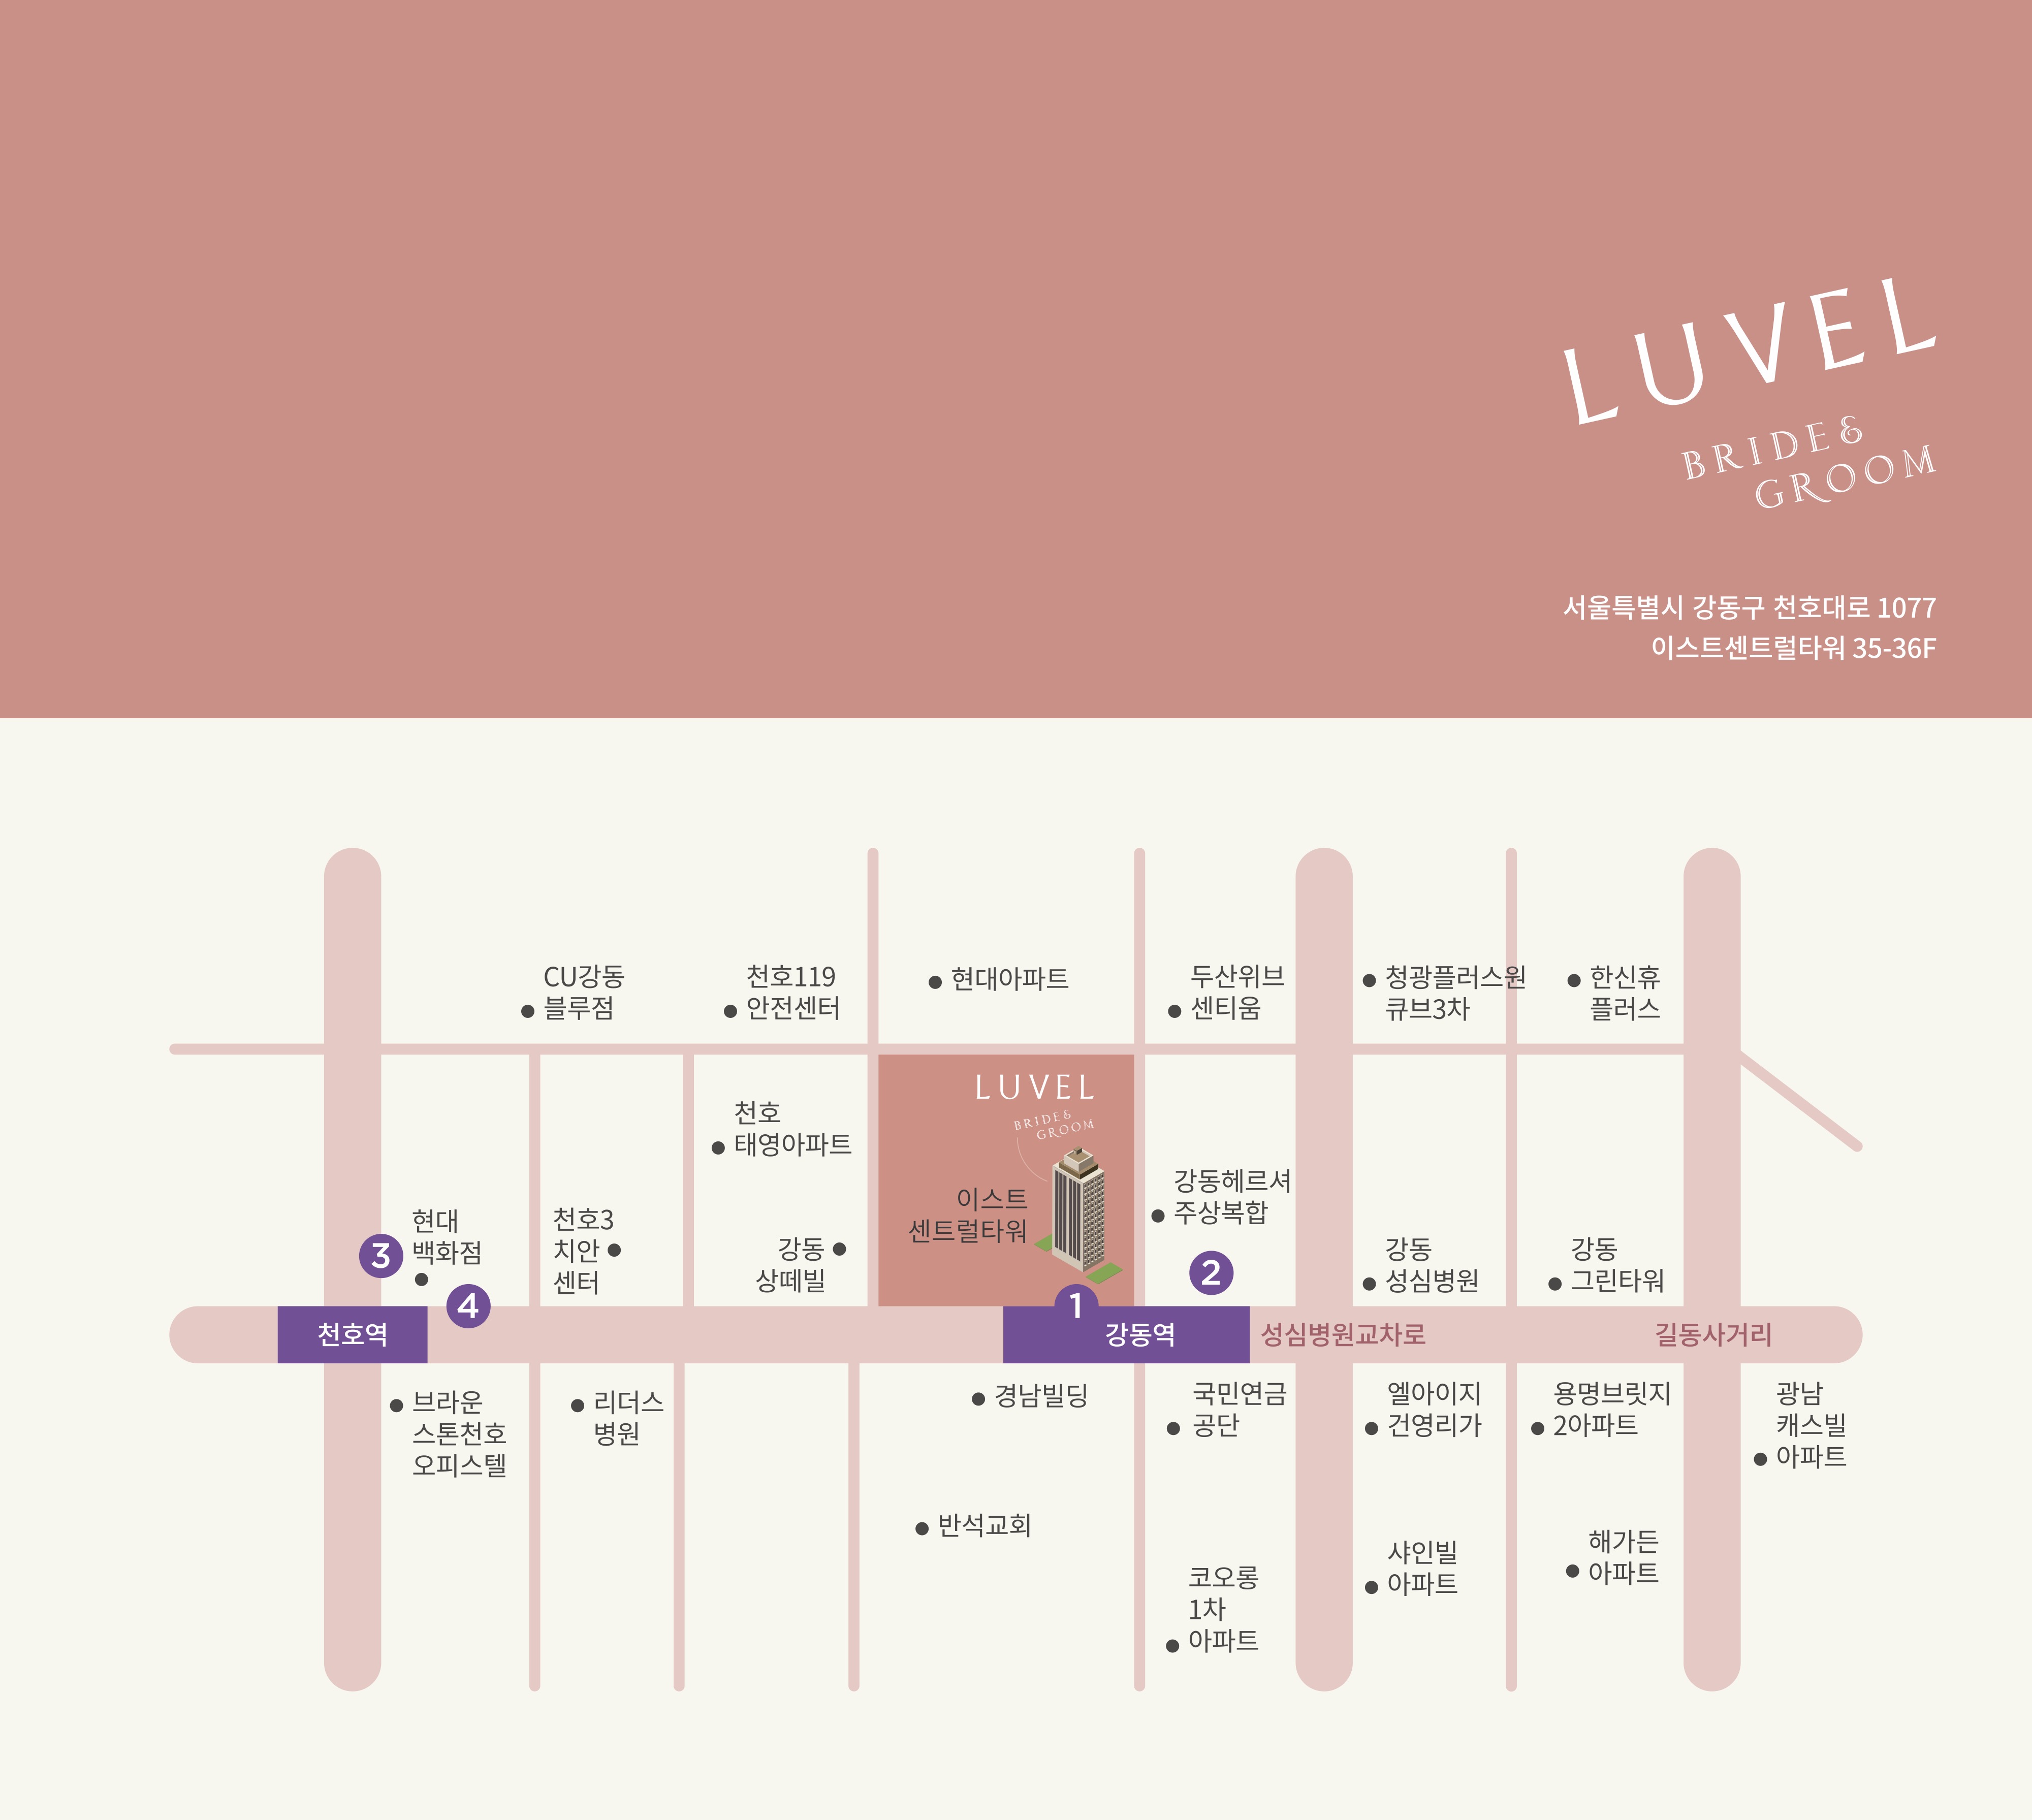 LUVEL
BRIDE &
GROOM
서울특별시 강동구 천호대로 1077
이스트센트럴타워 35-36F
CU강동
블루점
천호119
안전센터
현대아파트
두산위브
센티움
청광플러스원
큐브3차
한신휴
플러스
천호
태영아파트
LUVEL
BRIDE &
GROOM
이스트
센트럴타워
강동헤르셔
주상복합
3
현대
백화점
4
천호3
치안
센터
강동
상떼빌
1
2
강동
성심병원
강동
그린타워
천호역
강동역
성심병원교차로
길동사거리
브라운
스톤천호
오피스텔
리더스
병원
경남빌딩
국민연금
공단
엘아이지
건영리가
용명브릿지
2아파트
광남
캐스빌
아파트
반석교회
코오롱
1차
아파트
샤인빌
아파트
해가든
아파트